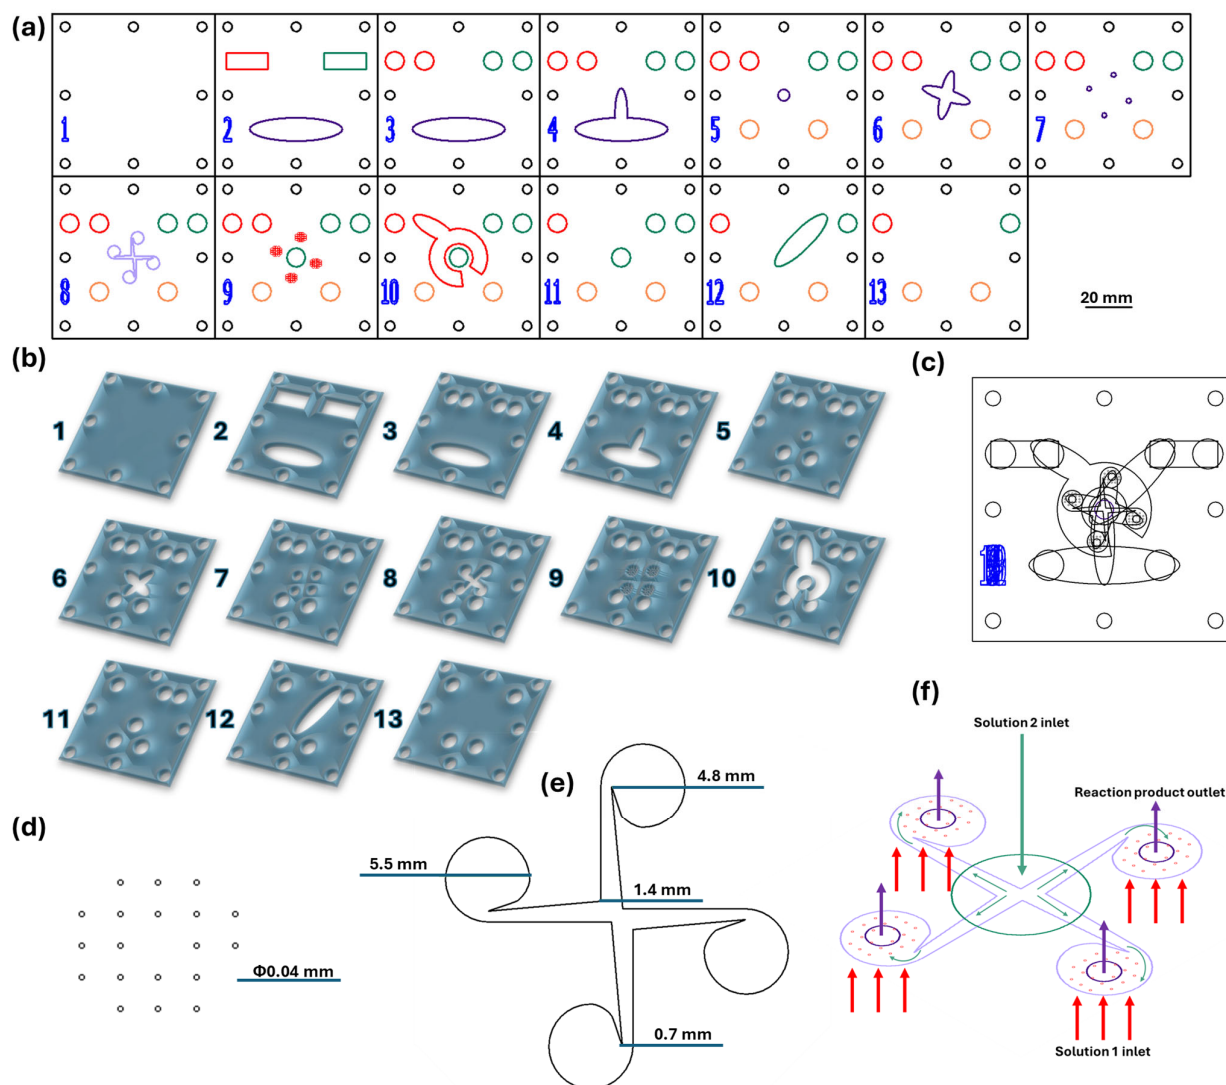 (a)
1 2 3 4 5 6 7
8 9 10 11 12 13
20 mm
(b)
(c)
1 2 3 4 5
6 7 8 9 10
11 12 13
(d)
Φ0.04 mm
(e)
4.8 mm
5.5 mm
1.4 mm
0.7 mm
(f)
Solution 2 inlet
Reaction product outlet
Solution 1 inlet